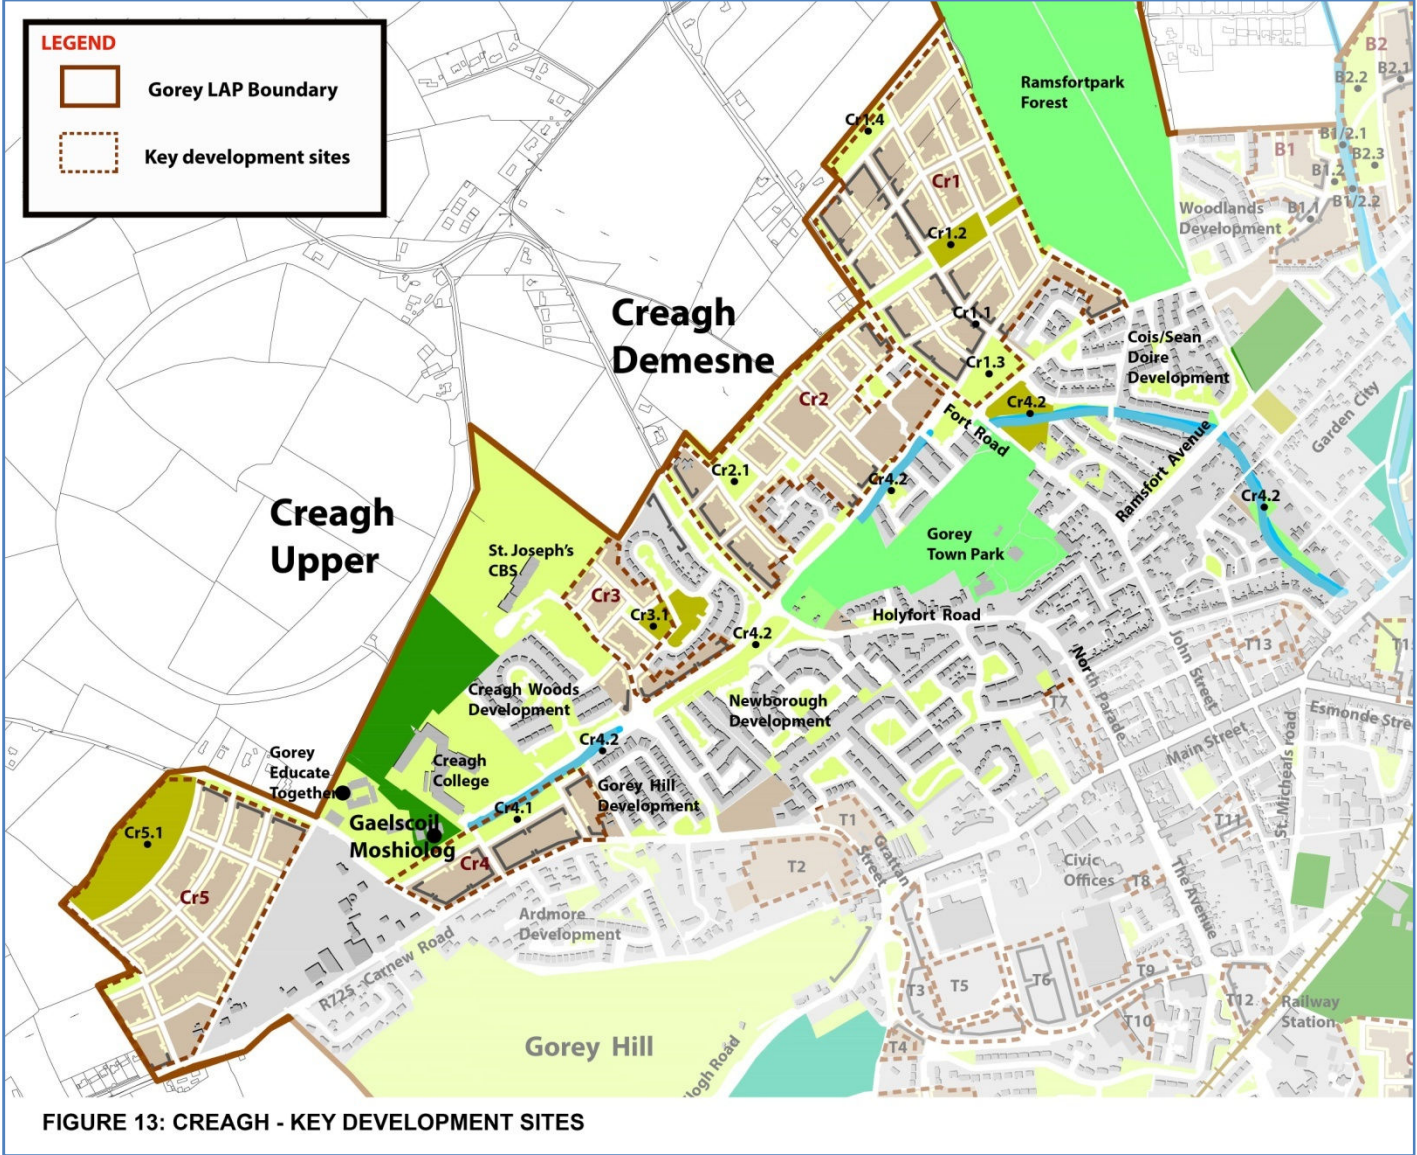 LEGEND
Gorey LAP Boundary
Key development sites
Ramsfortpark
Forest
B2
B2.1
B2.2
B1/2.1
B1
B2.3
B1.2
B1/2.2
B1.1
Woodlands
Development
Cr1.4
Cr1
Cr1.2
Cr1.1
Cr1.3
Creagh
Demesne
Cois/Sean
Doire
Development
Cr2
Cr4.2
Fort Road
Garden City
Ramsfort Avenue
Cr2.1
Cr4.2
Cr4.2
Creagh
Upper
Gorey
Town Park
St. Joseph's
CBS
Cr3
Cr3.1
Cr4.2
Holyfort Road
John Street
T13
North Parade
T7
Creagh Woods
Development
Newborough
Development
Esmonde Stre
Main Street
St. Micheals road
Cr4.2
Gorey
Educate
Together
Creagh
College
Gorey Hill
Development
Cr4.1
Gaelscoil
Moshiolog
Cr4
Cr5.1
Cr5
T1
Grattan
Street
T2
T11
Civic
Offices
T8
The Avenue
Ardmore
Development
R725 - Carnew Road
T3
T5
T6
T9
T12
T10
T4
Railway
Station
Gorey Hill
logh Road
FIGURE 13: CREAGH - KEY DEVELOPMENT SITES